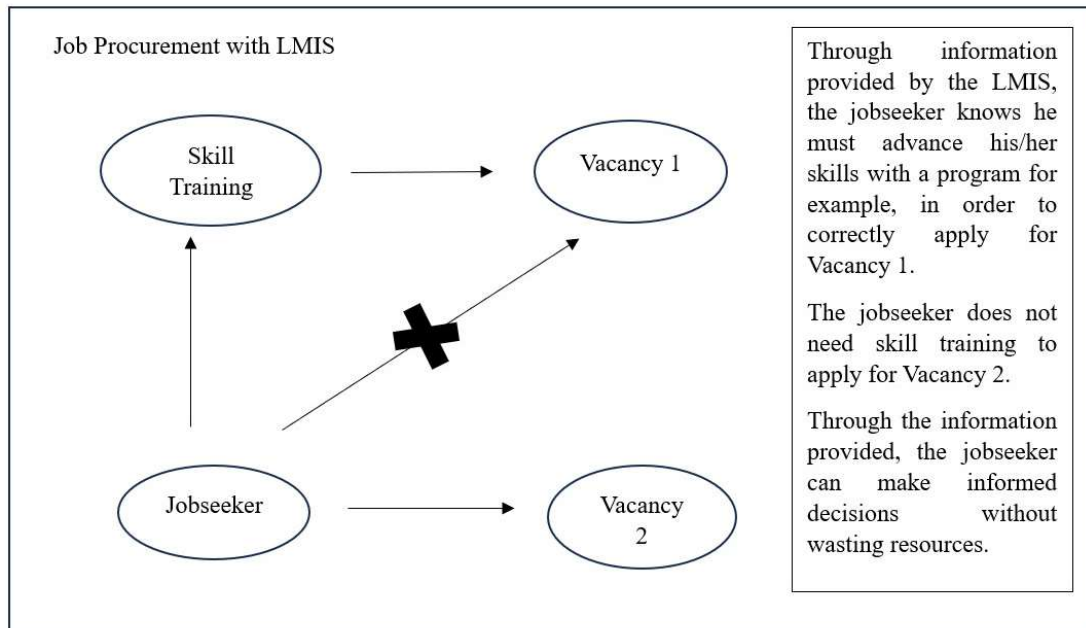 Job Procurement with LMIS
Skill
Training
Vacancy 1
Jobseeker
Vacancy
2
Through information
provided by the LMIS,
the jobseeker knows he
must advance his/her
skills with a program for
example, in order to
correctly apply for
Vacancy 1.
The jobseeker does not
need skill training to
apply for Vacancy 2.
Through the information
provided, the jobseeker
can make informed
decisions without
wasting resources.